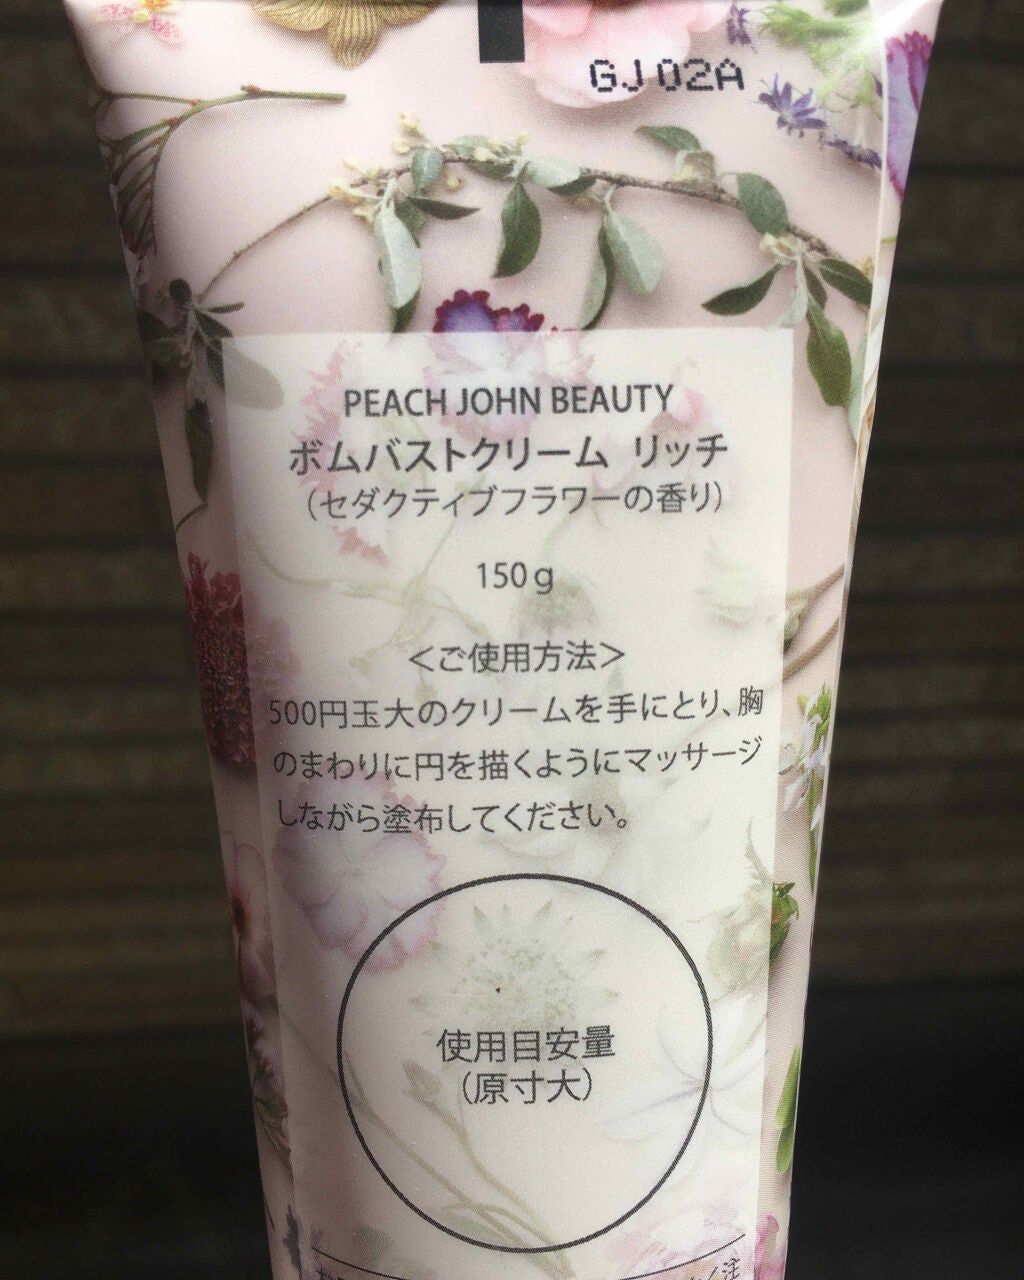 GJ02A
PEACH JOHN BEAUTY
ボムバストクリーム リッチ
（セダクティブフラワーの香り）
150g
＜ご使用方法＞
500円玉大のクリームを手にとり、胸
のまわりに円を描くようにマッサージ
しながら塗布してください。
使用目安量
（原寸大）